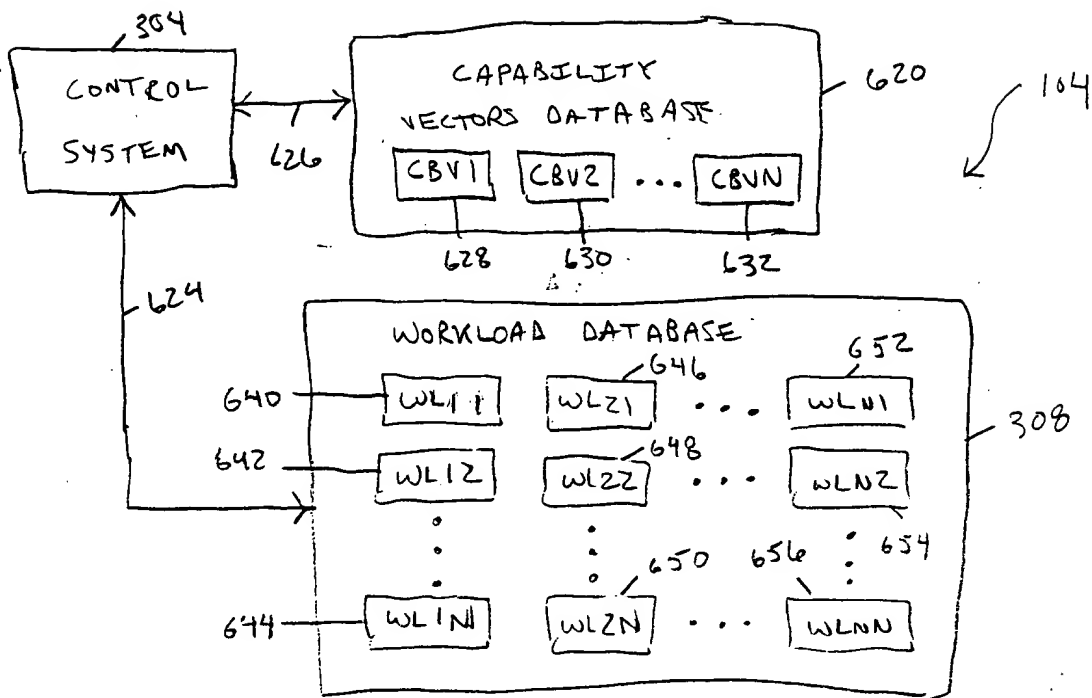 304
CONTROL
SYSTEM
626
CAPABILITY
VECTORS DATABASE
620
104
CBV1 CBV2 ... CBVN
628 630 632
624
WORKLOAD DATABASE
640 WL11 646 WL21 ... 652 WLN1
308
642 WL12 648 WL22 ... WLN2
654
644 WL1N 650 WL2N ... 656 WLNN